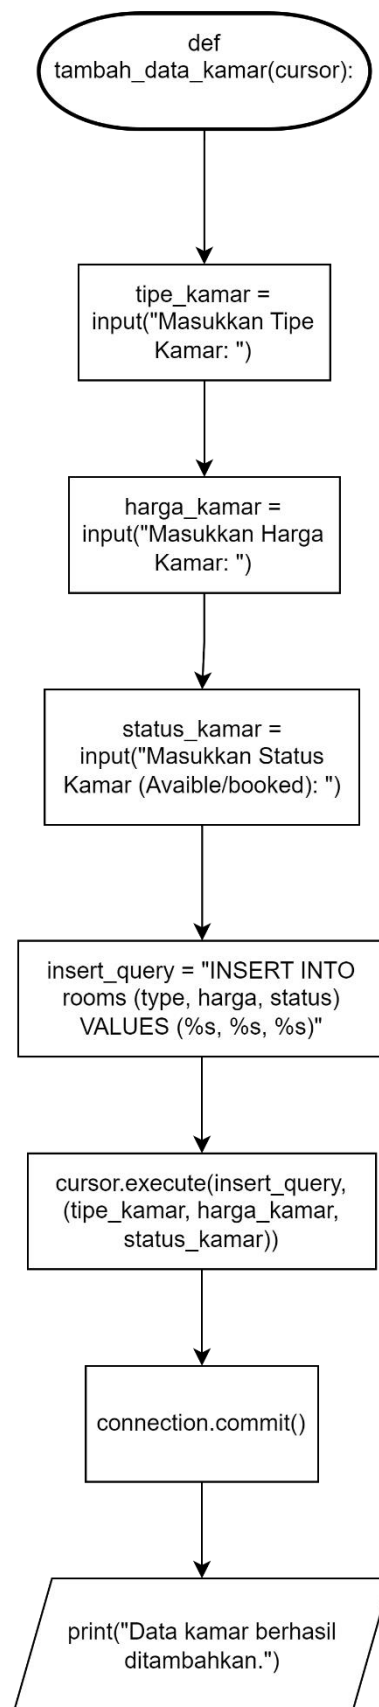 def
tambah_data_kamar(cursor):
tipe_kamar =
input("Masukkan Tipe
Kamar: ")
harga_kamar =
input("Masukkan Harga
Kamar: ")
status_kamar =
input("Masukkan Status
Kamar (Avaible/booked): ")
insert_query = "INSERT INTO
rooms (type, harga, status)
VALUES (%s, %s, %s)"
cursor.execute(insert_query,
(tipe_kamar, harga_kamar,
status_kamar))
connection.commit()
print("Data kamar berhasil
ditambahkan.")